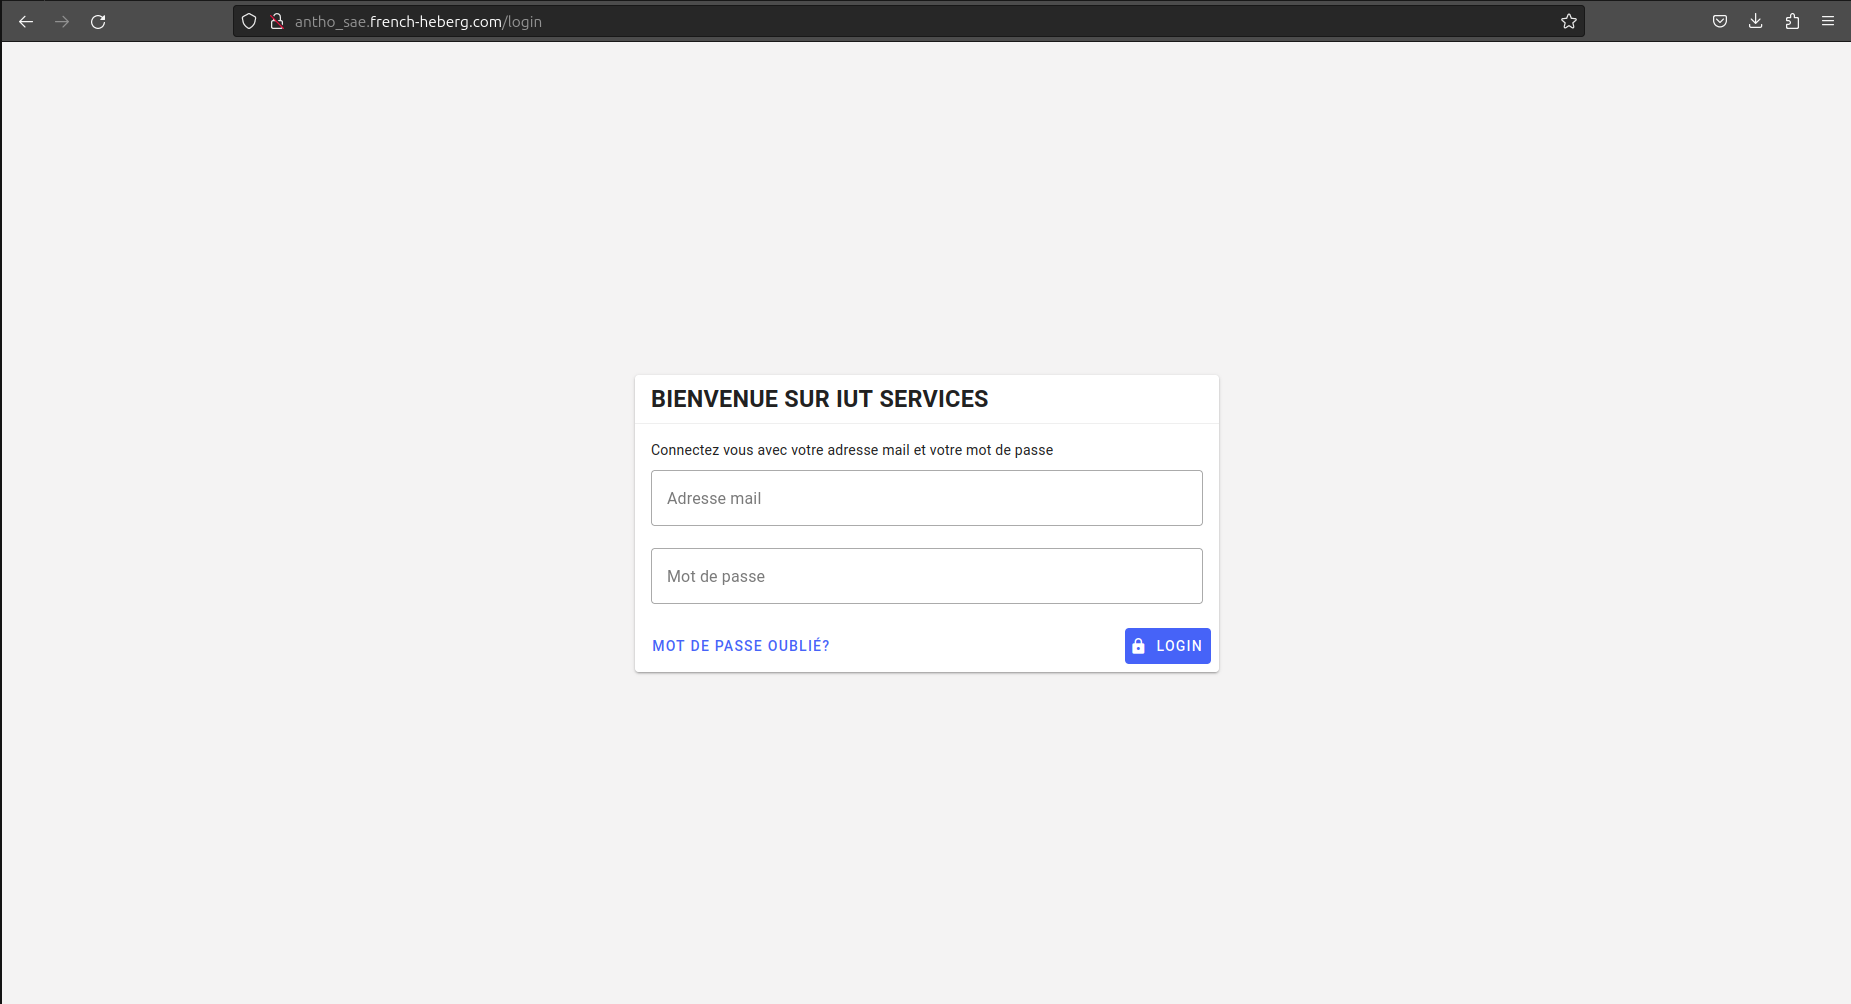 antho_sae.french-heberg.com/login
BIENVENUE SUR IUT SERVICES
Connectez vous avec votre adresse mail et votre mot de passe
Adresse mail
Mot de passe
MOT DE PASSE OUBLIÉ?
LOGIN